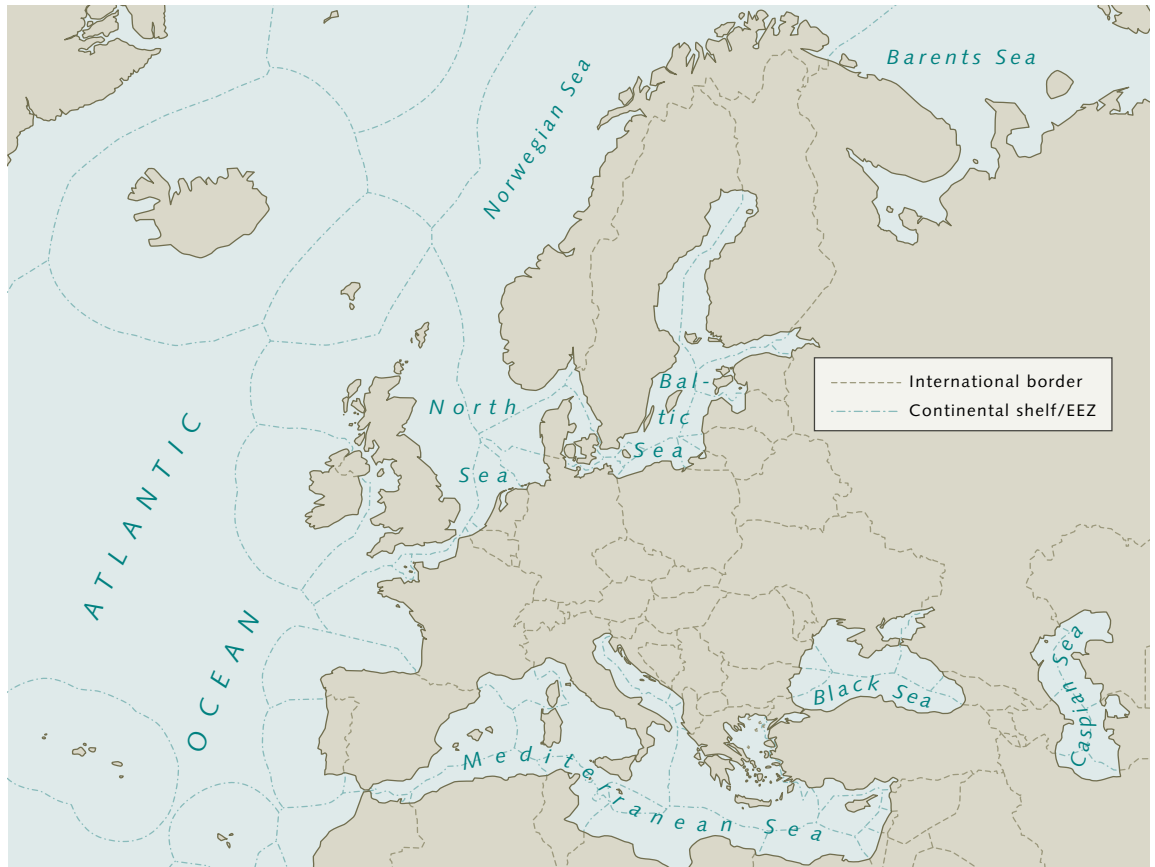 Barents Sea
Norwegian Sea
Bal-
tic
Sea
North
Sea
International border
Continental shelf/EEZ
ATLANTIC
OCEAN
Black Sea
Caspian Sea
Mediterranean Sea